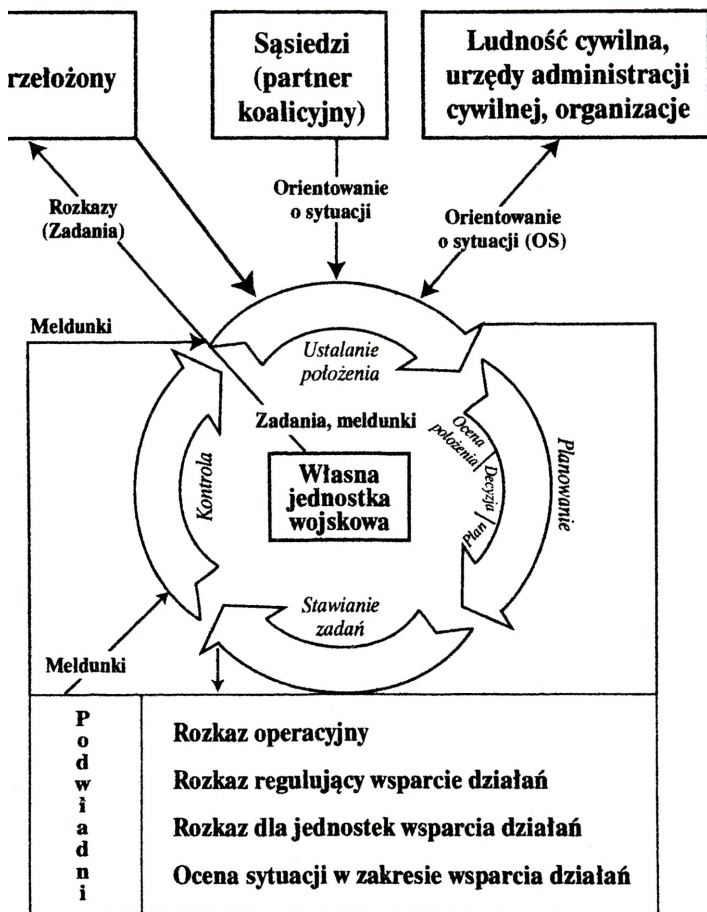 rzełożony
Sąsiedzi
(partner
koalicyjny)
Ludność cywilna,
urzędy administracji
cywilnej, organizacje
Rozkazy
(Zadania)
Orientowanie
o sytuacji
Orientowanie
o sytuacji (OS)
Meldunki
Ustalanie
położenia
Zadania, meldunki
Ocena
położenia
Decyzja
Plan
Planowanie
Kontrola
Własna
jednostka
wojskowa
Stawianie
zadań
Meldunki
Podwładni
Rozkaz operacyjny
Rozkaz regulujący wsparcie działań
Rozkaz dla jednostek wsparcia działań
Ocena sytuacji w zakresie wsparcia działań